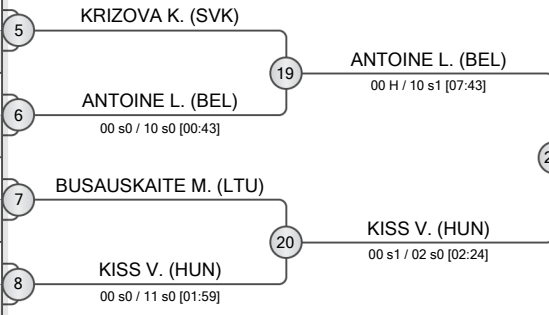 KRIZOVA K. (SVK)
5
ANTOINE L. (BEL)
19
00 H / 10 s1 [07:43]
ANTOINE L. (BEL)
6
00 s0 / 10 s0 [00:43]
BUSAUSKAITE M. (LTU)
7
KISS V. (HUN)
20
00 s1 / 02 s0 [02:24]
KISS V. (HUN)
8
00 s0 / 11 s0 [01:59]